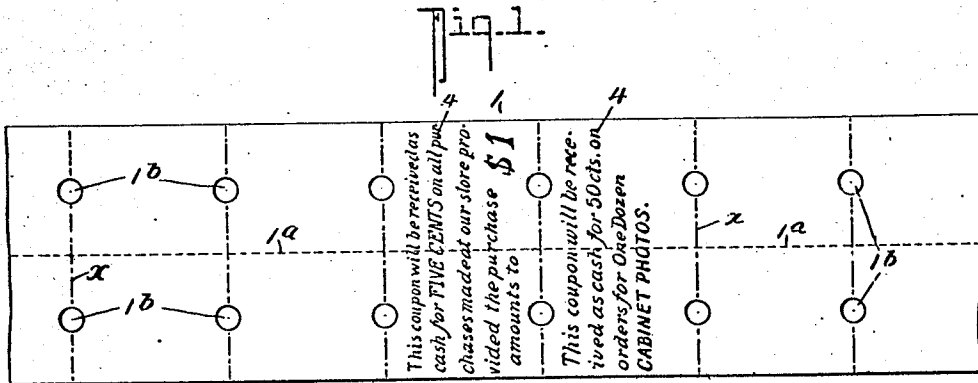 Fig. 1.
4
1
4
1b
1a
x
1b
This coupon will be received as
cash for FIVE CENTS on all pur
chases made at our store pro-
vided the purchase $1
amounts to
This coupon will be rece-
ived as cash for 50 cts. on
orders for One Dozen
CABINET PHOTOS.
x
1a
1b